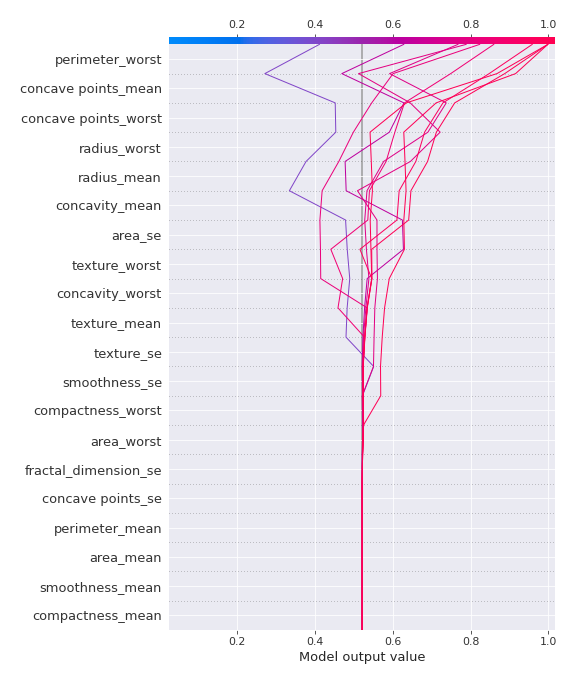 0.2 0.4 0.6 0.8 1.0
perimeter_worst
concave points_mean
concave points_worst
radius_worst
radius_mean
concavity_mean
area_se
texture_worst
concavity_worst
texture_mean
texture_se
smoothness_se
compactness_worst
area_worst
fractal_dimension_se
concave points_se
perimeter_mean
area_mean
smoothness_mean
compactness_mean
0.2 0.4 0.6 0.8 1.0
Model output value